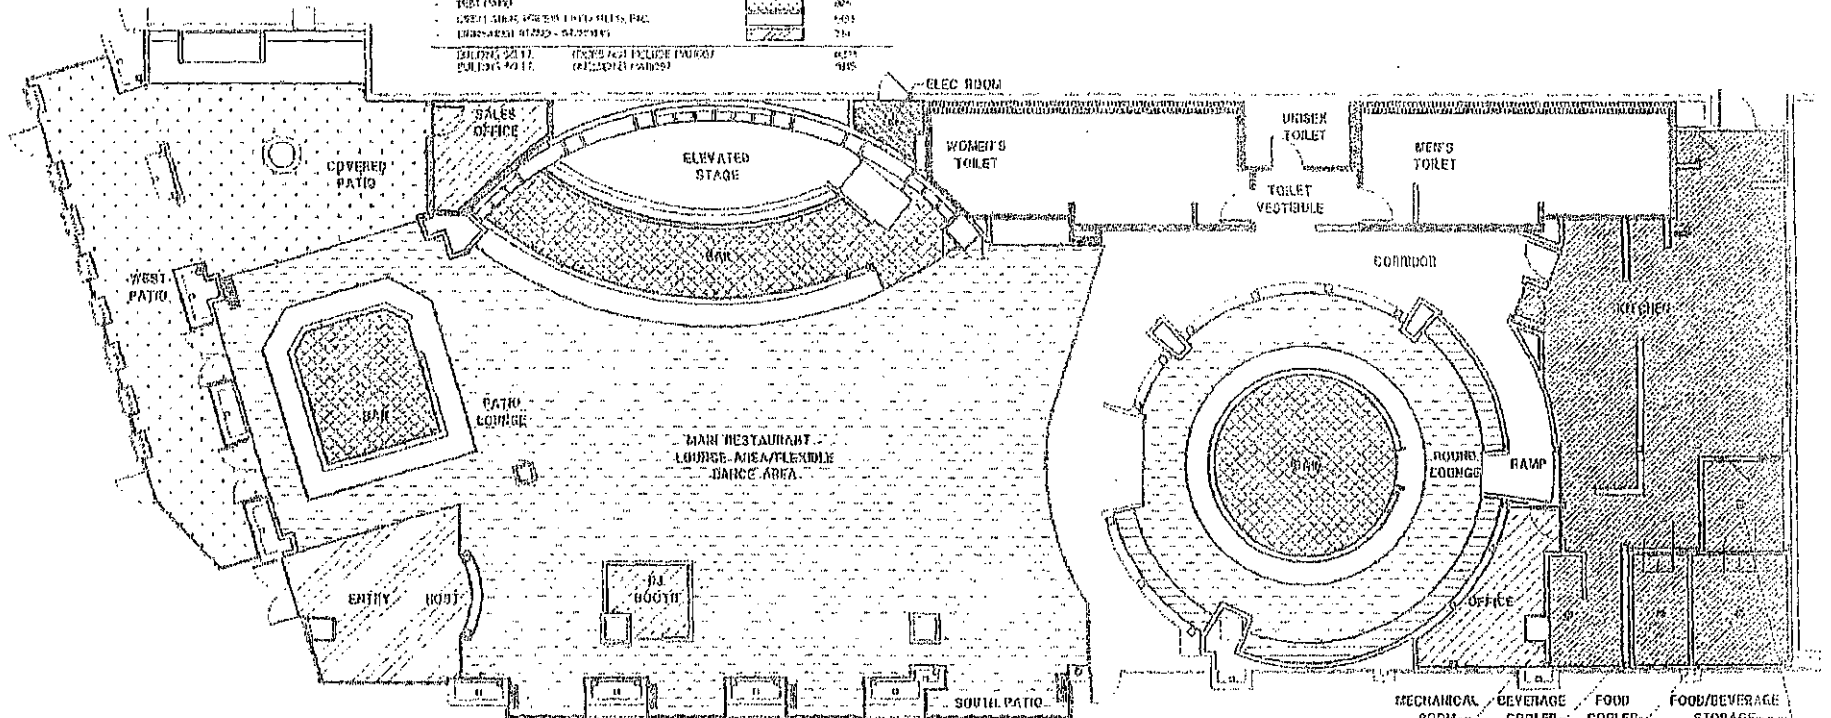 ELEC ROOM
SALES
OFFICE
ELEVATED
STAGE
WOMEN'S
TOILET
UNISEX
TOILET
MEN'S
TOILET
COVERED
PATIO
TOILET
VESTIBULE
BAR
CORRIDOR
WEST
PATIO
KITCHEN
BAR
PATIO
LOUNGE
MAIN RESTAURANT
LOUNGE AREA/FLEXIBLE
DANCE AREA
BAR
ROUND
LOUNGE
RAMP
ENTRY
HOST
DJ
BOOTH
OFFICE
SOUTH PATIO
MECHANICAL
ROOM
BEVERAGE
COOLER
FOOD
COOLER
FOOD/BEVERAGE
STORAGE